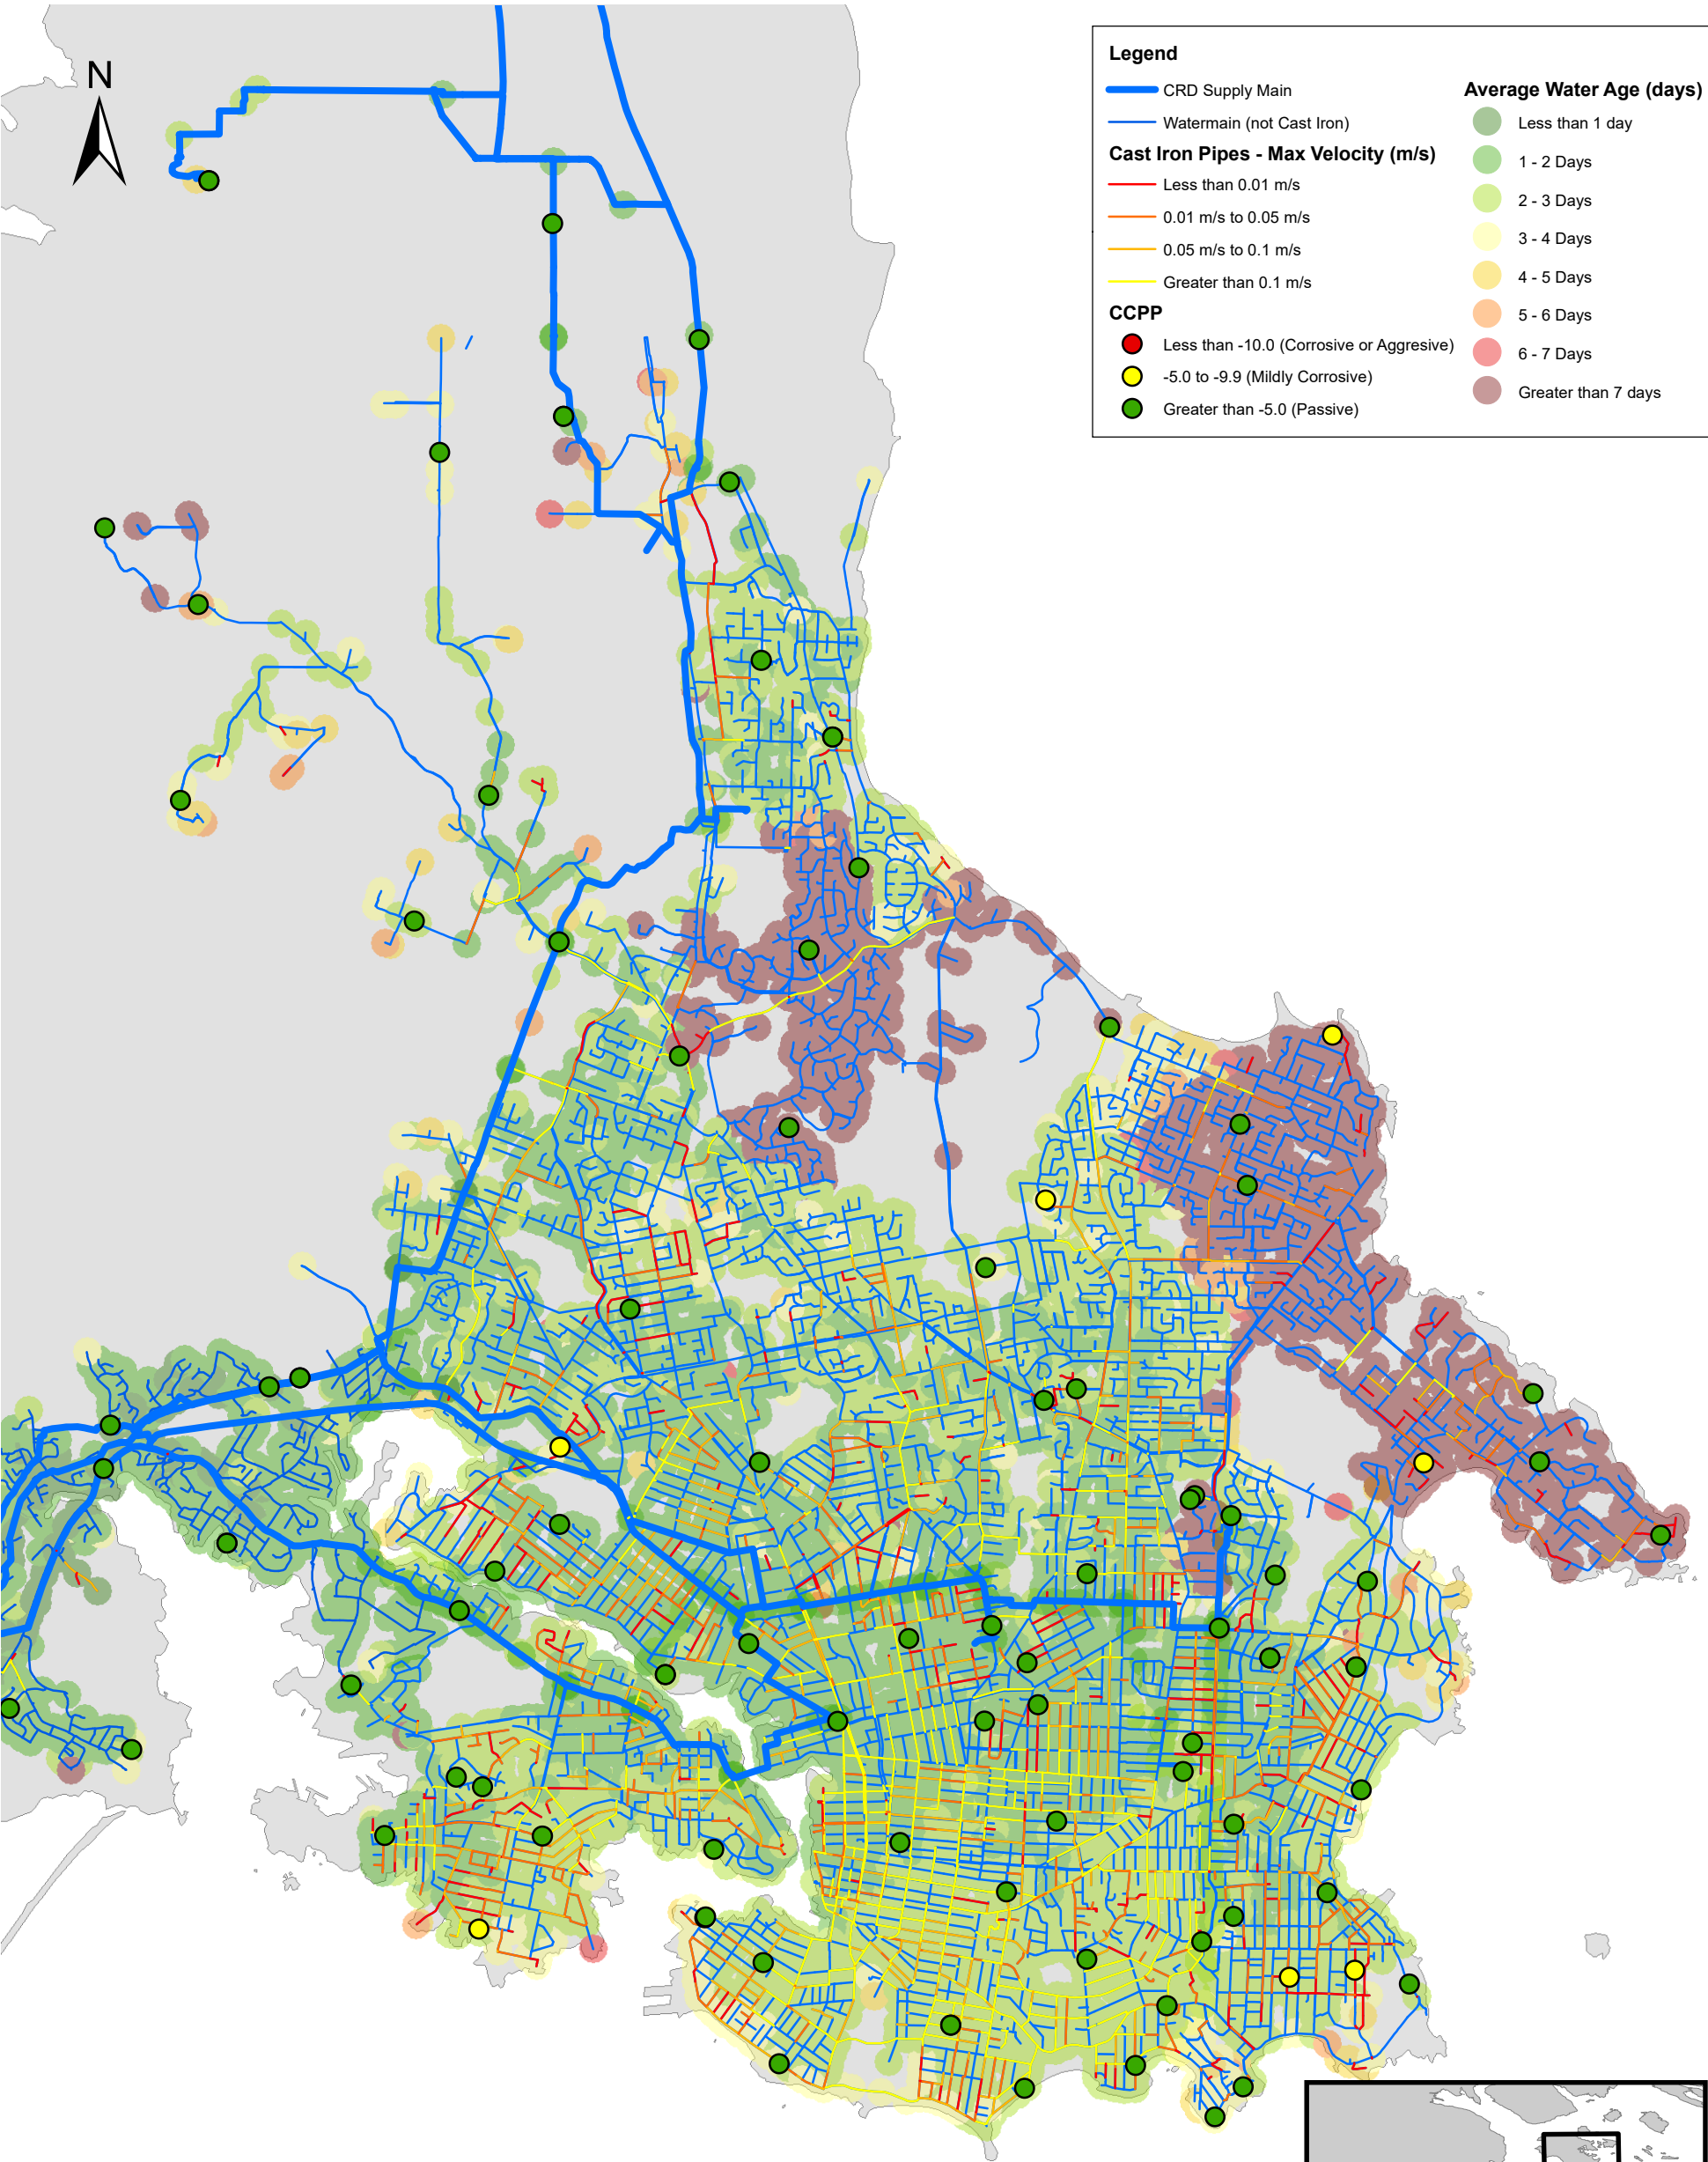 N
Legend
CRD Supply Main
Watermain (not Cast Iron)
Cast Iron Pipes - Max Velocity (m/s)
Less than 0.01 m/s
0.01 m/s to 0.05 m/s
0.05 m/s to 0.1 m/s
Greater than 0.1 m/s
CCPP
Less than -10.0 (Corrosive or Aggresive)
-5.0 to -9.9 (Mildly Corrosive)
Greater than -5.0 (Passive)
Average Water Age (days)
Less than 1 day
1 - 2 Days
2 - 3 Days
3 - 4 Days
4 - 5 Days
5 - 6 Days
6 - 7 Days
Greater than 7 days